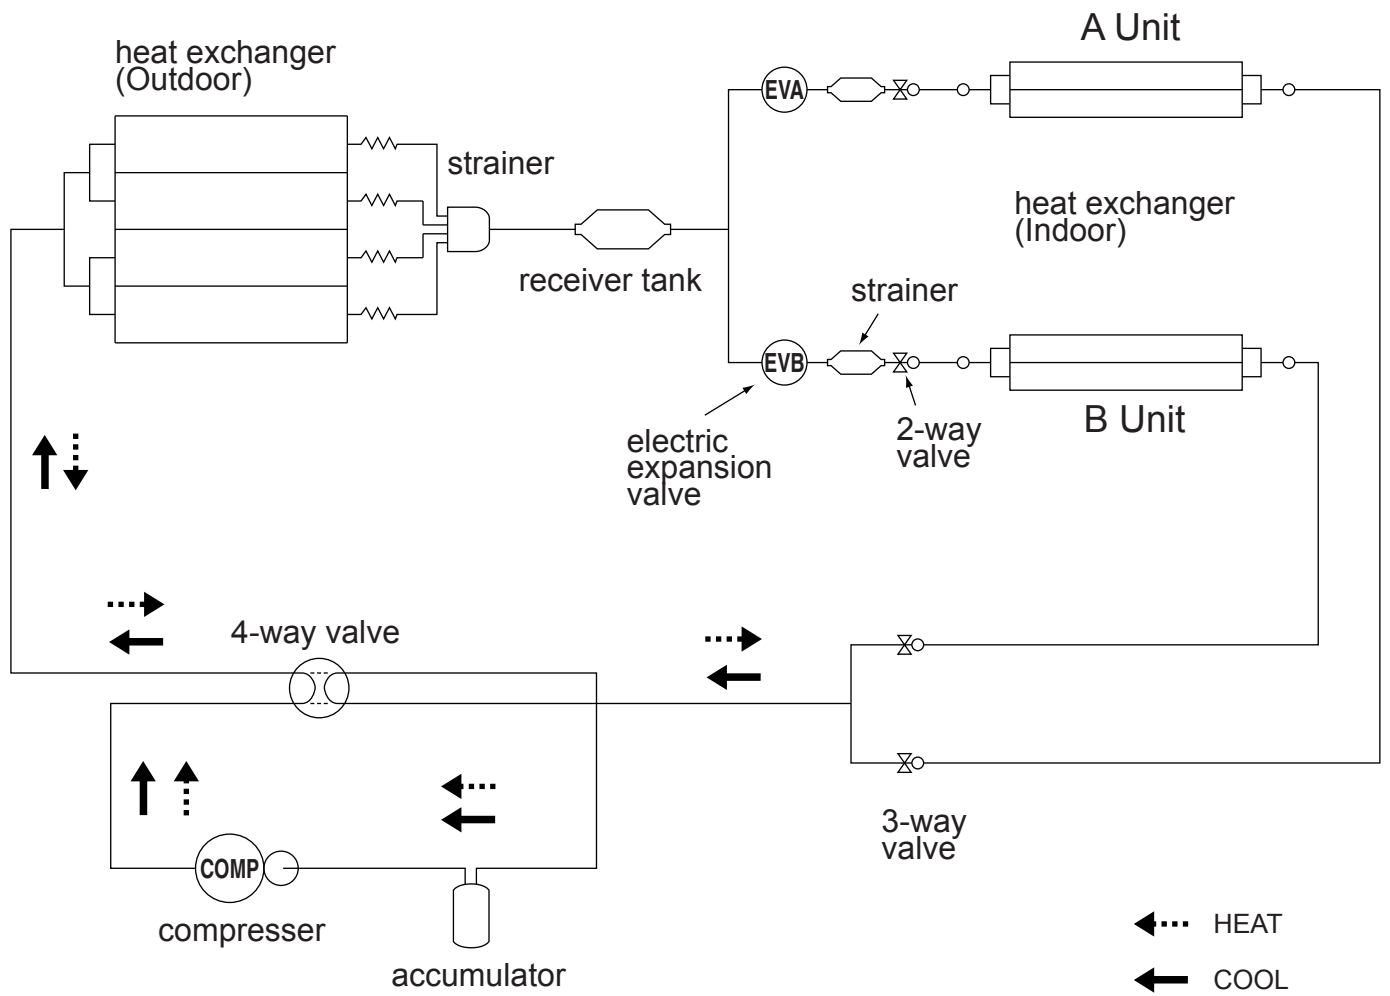 A Unit
heat exchanger
(Outdoor)
EVA
strainer
heat exchanger
(Indoor)
receiver tank
strainer
EVB
B Unit
2-way
valve
electric
expansion
valve
4-way valve
3-way
valve
COMP
compresser
accumulator
HEAT
COOL